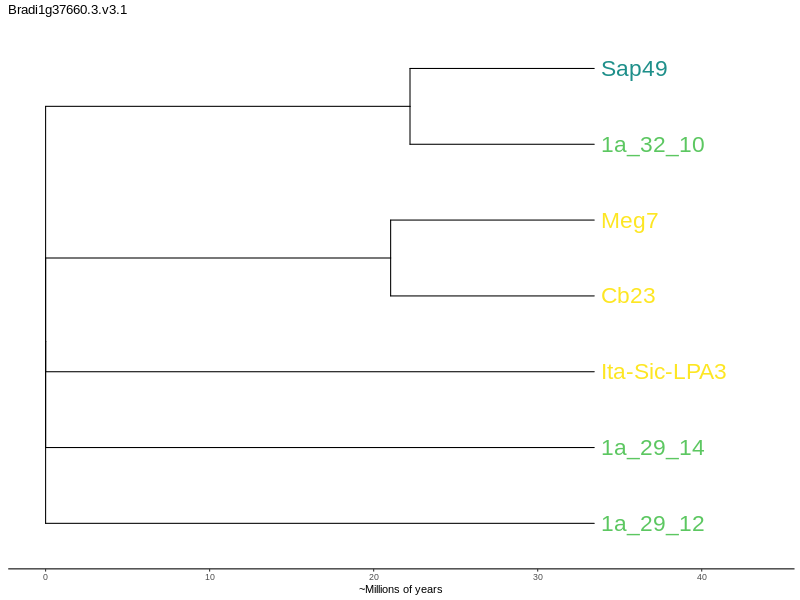 Bradi1g37660.3.v3.1
Sap49
1a_32_10
Meg7
Cb23
Ita-Sic-LPA3
1a_29_14
1a_29_12
0 10 20 30 40
~Millions of years